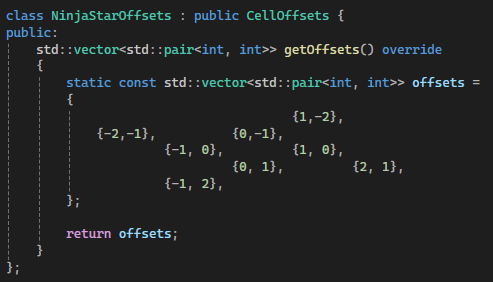 class NinjaStarOffsets : public CellOffsets {
public:
    std::vector<std::pair<int, int>> getOffsets() override
    {
        static const std::vector<std::pair<int, int>> offsets =
        {
                                      {1,-2},
            {-2,-1},          {0,-1},
                     {-1, 0},         {1, 0},
                              {0, 1},         {2, 1},
                     {-1, 2},
        };

        return offsets;
    }
};